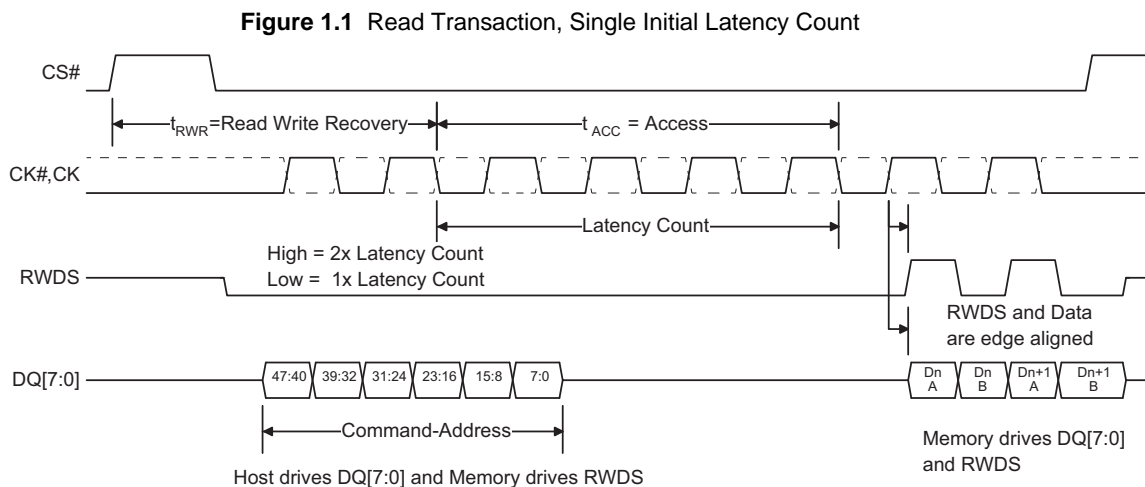 Figure 1.1 Read Transaction, Single Initial Latency Count
CS#
tRWR=Read Write Recovery
tACC = Access
CK#,CK
Latency Count
High = 2x Latency Count
Low = 1x Latency Count
RWDS
RWDS and Data
are edge aligned
DQ[7:0]
47:40 39:32 31:24 23:16 15:8 7:0
Dn Dn Dn+1 Dn+1
A B A B
Command-Address
Memory drives DQ[7:0]
and RWDS
Host drives DQ[7:0] and Memory drives RWDS